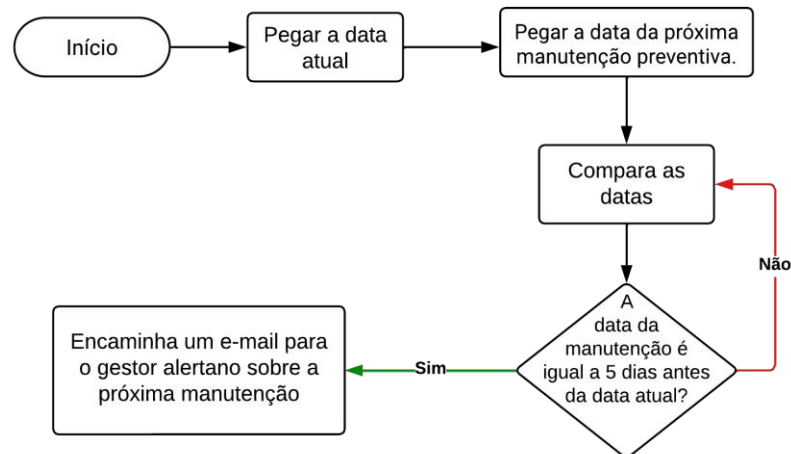 Início
Pegar a data
atual
Pegar a data da próxima
manutenção preventiva.
Compara as
datas
Não
A
data da
manutenção é
igual a 5 dias antes
da data atual?
Sim
Encaminha um e-mail para
o gestor alertano sobre a
próxima manutenção